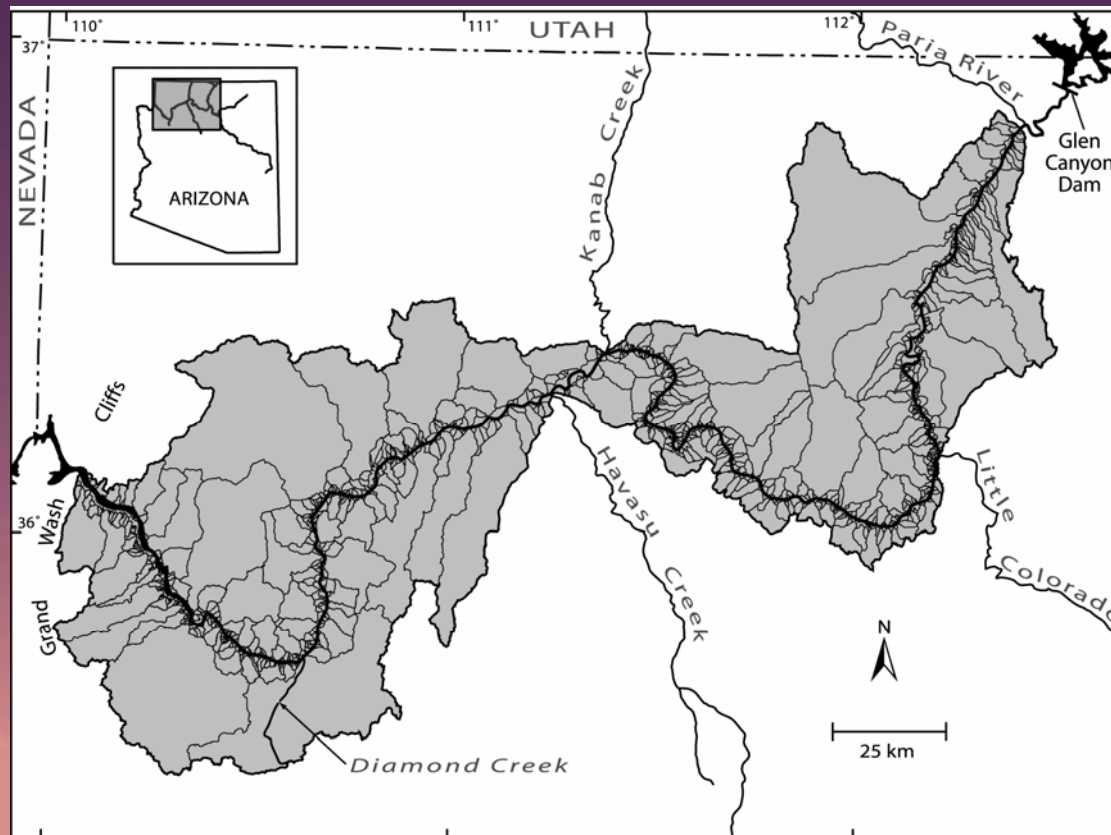 110°
111°
112°
37°
UTAH
NEVADA
Paria River
Kanab Creek
Glen
Canyon
Dam
ARIZONA
Cliffs
Wash
Grand
36°
Havasu
Creek
Little
Colorado
N
25 km
Diamond Creek